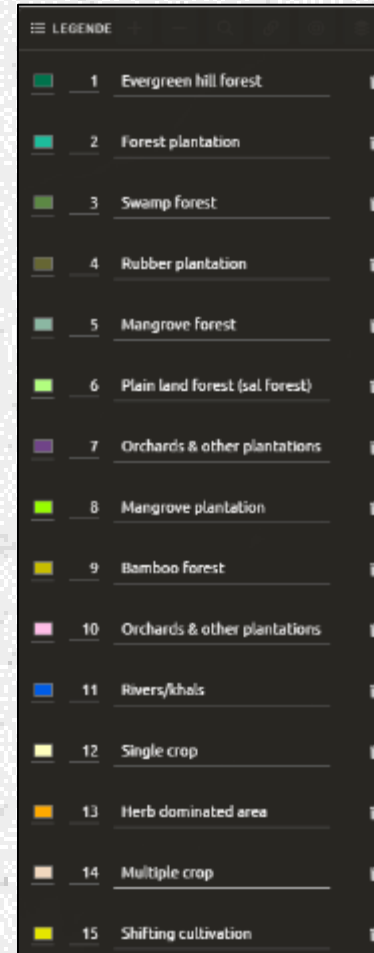 LEGENDE
1 Evergreen hill forest
2 Forest plantation
3 Swamp forest
4 Rubber plantation
5 Mangrove forest
6 Plain land forest (sal forest)
7 Orchards & other plantations
8 Mangrove plantation
9 Bamboo forest
10 Orchards & other plantations
11 Rivers/khals
12 Single crop
13 Herb dominated area
14 Multiple crop
15 Shifting cultivation